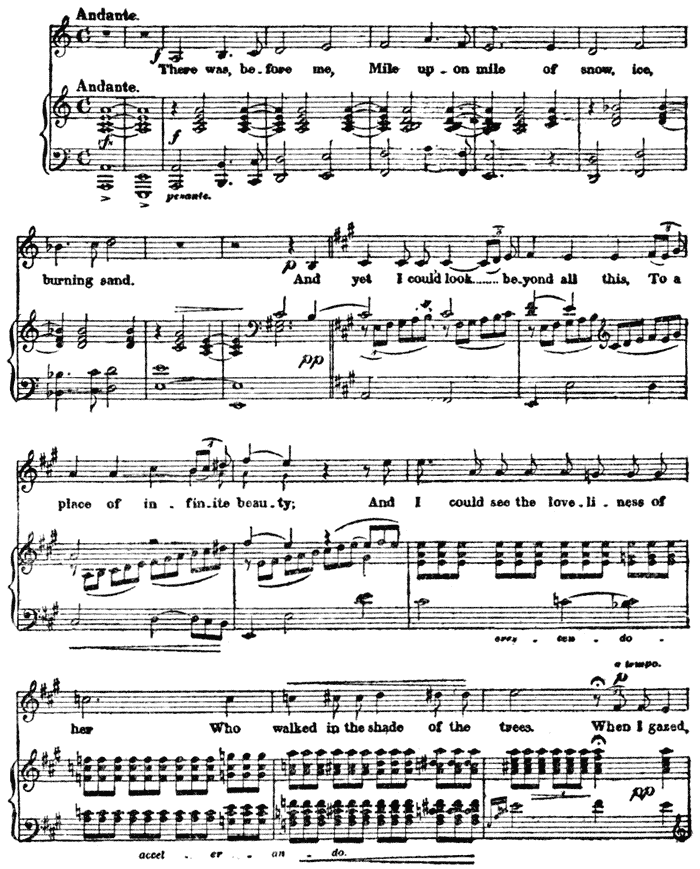 Andante.
f
There was, be-fore me, Mile up-on mile of snow, ice,
Andante.
sfz
f
pesante.
burning sand. And yet I could look........ be-yond all this, To a
p
3
3
pp
place of in-fin-ite beau-ty; And I could see the love-li-ness of
cres-cen-do-
a tempo.
p
her Who walked in the shade of the trees. When I gazed,
pp
accel-er-an-do.